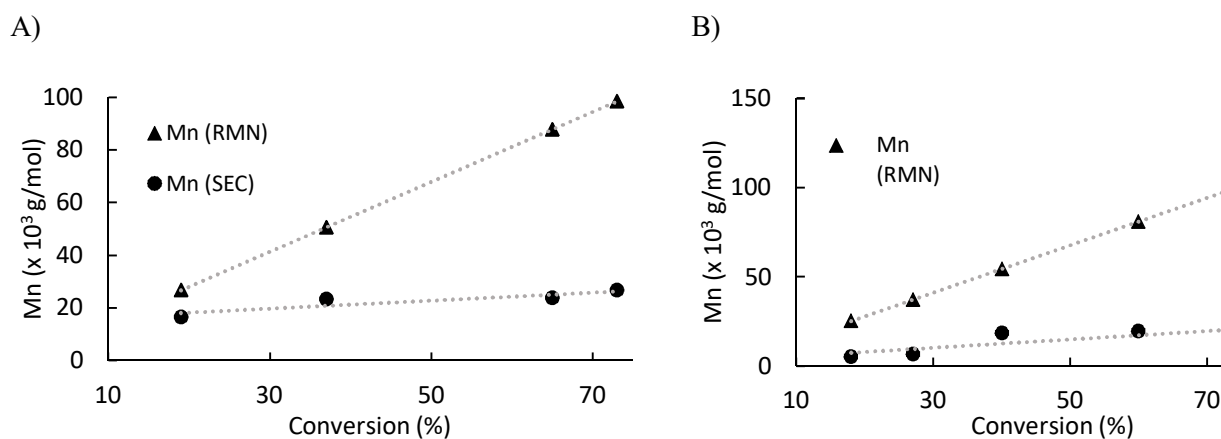 A)
100
80
60
40
20
0
Mn (x 10³ g/mol)
Mn (RMN)
Mn (SEC)
10 30 50 70
Conversion (%)
B)
150
100
50
0
Mn (x 10³ g/mol)
Mn
(RMN)
10 30 50 70
Conversion (%)